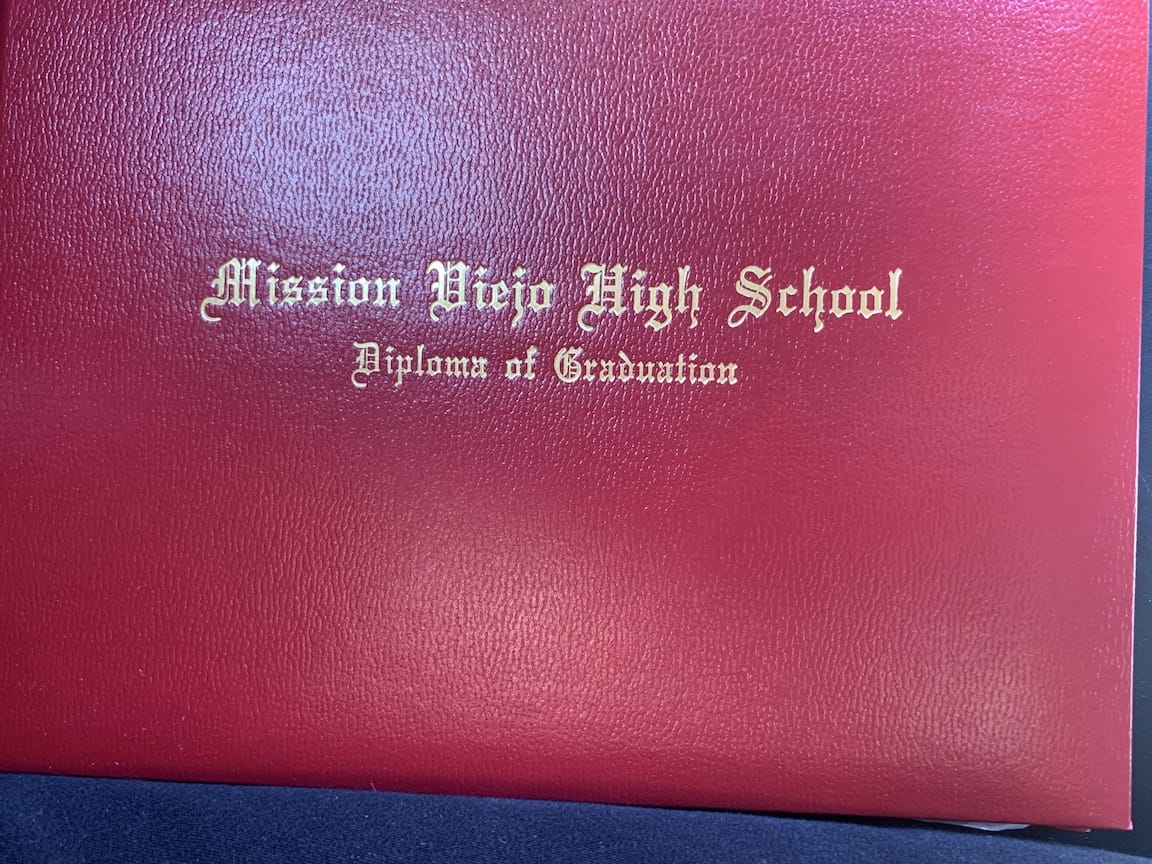 Mission Viejo High School
Diploma of Graduation